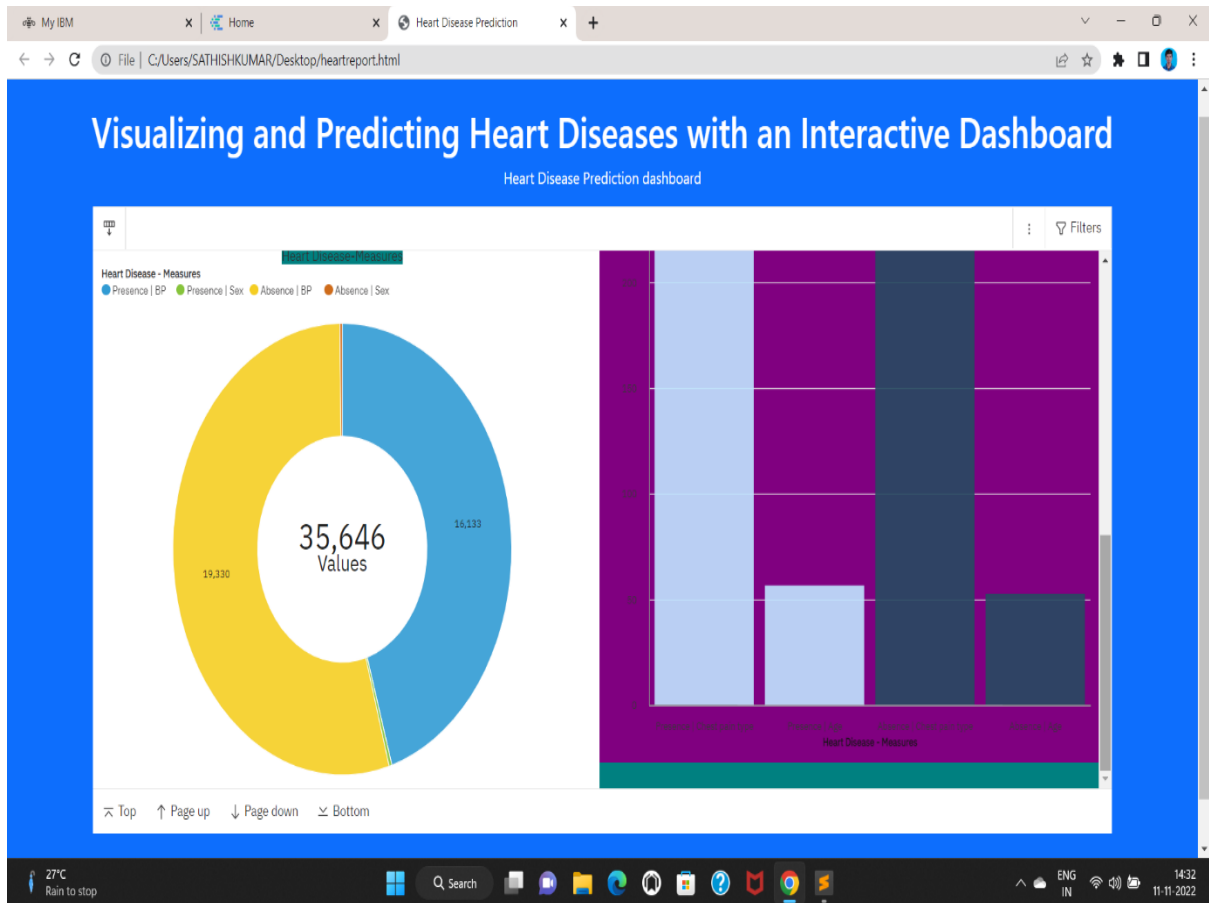 My IBM
Home
Heart Disease Prediction
File | C:/Users/SATHISHKUMAR/Desktop/heartreport.html
Visualizing and Predicting Heart Diseases with an Interactive Dashboard
Heart Disease Prediction dashboard
Filters
Heart Disease-Measures
Heart Disease - Measures
Presence | BP Presence | Sex Absence | BP Absence | Sex
35,646
Values
16,133
19,330
Heart Disease - Measures
Top Page up Page down Bottom
27°C
Rain to stop
Search
ENG
IN
14:32
11-11-2022